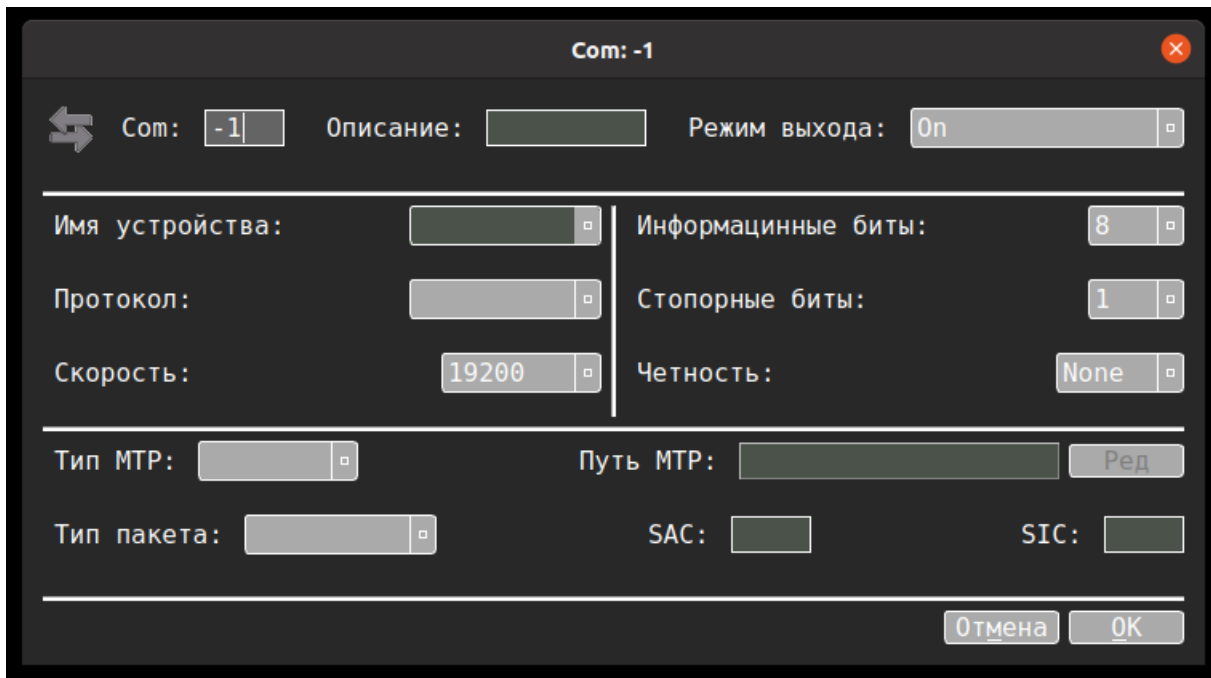 Com: -1
Com: -1 Описание: Режим выхода: On
Имя устройства: Информацинные биты: 8
Протокол: Стопорные биты: 1
Скорость: 19200 Четность: None
Тип МТР: Путь МТР: Ред
Тип пакета: SAC: SIC:
Отмена OK